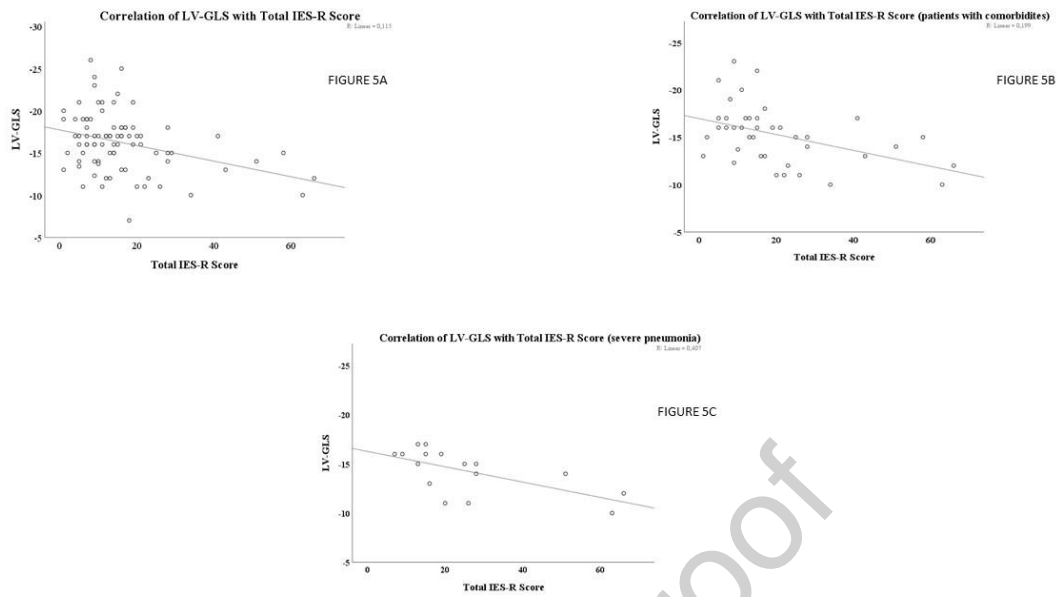 Correlation of LV-GLS with Total IES-R Score
R² Linear = 0,115
-30
-25
-20
-15
-10
-5
LV-GLS
0 20 40 60
Total IES-R Score
FIGURE 5A
Correlation of LV-GLS with Total IES-R Score (patients with comorbidites)
R² Linear = 0,199
-25
-20
-15
-10
-5
LV-GLS
0 20 40 60
Total IES-R Score
FIGURE 5B
Correlation of LV-GLS with Total IES-R Score (severe pneumonia)
R² Linear =
-25
-20
-15
-10
-5
LV-GLS
0 20 40 60
Total IES-R Score
FIGURE 5C
oof